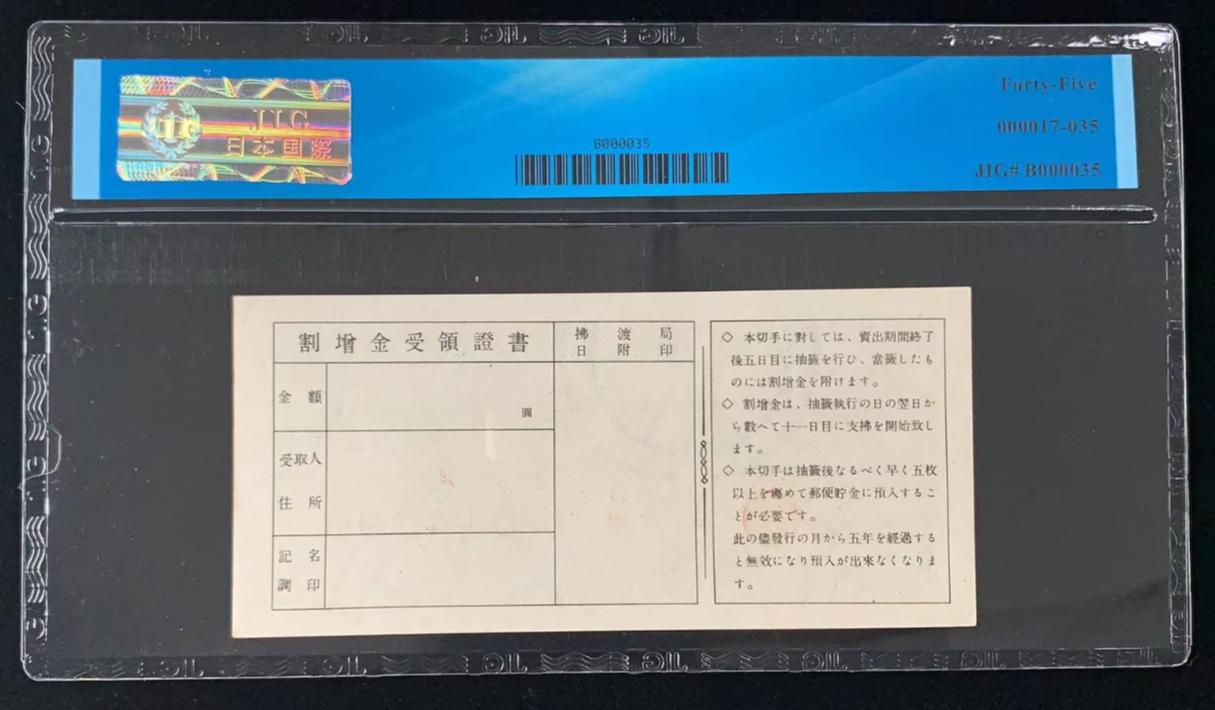 JIG
日本国際
B000035
Forty-Five
000017-035
JIG# B000035
割增金受領證書
拂渡局
日附印
金額
圓
受取人
住所
記名
調印
◇ 本切手に對しては、賣出期間終了
後五日目に抽籤を行ひ、當籤したも
のには割增金を附けます。
◇ 割增金は、抽籤執行の日の翌日か
ら數へて十一日目に支拂を開始致し
ます。
◇ 本切手は抽籤後なるべく早く五枚
以上を纏めて郵便貯金に預入するこ
とが必要です。
此の儘發行の月から五年を經過する
と無效になり預入が出來なくなりま
す。